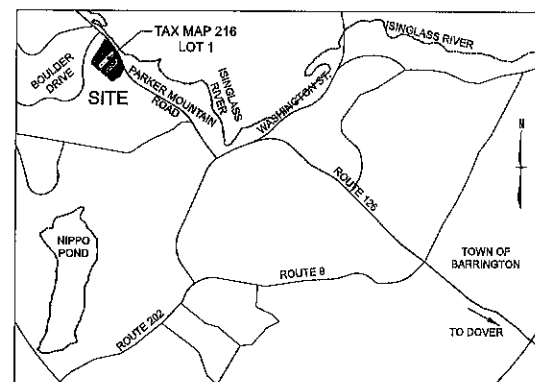 TAX MAP 216
LOT 1
ISINGLASS RIVER
BOULDER
DRIVE
SITE
PARKER MOUNTAIN
ROAD
ISINGLASS
RIVER
WASHINGTON ST.
N
ROUTE 126
NIPPO
POND
TOWN OF
BARRINGTON
ROUTE 9
ROUTE 202
TO DOVER